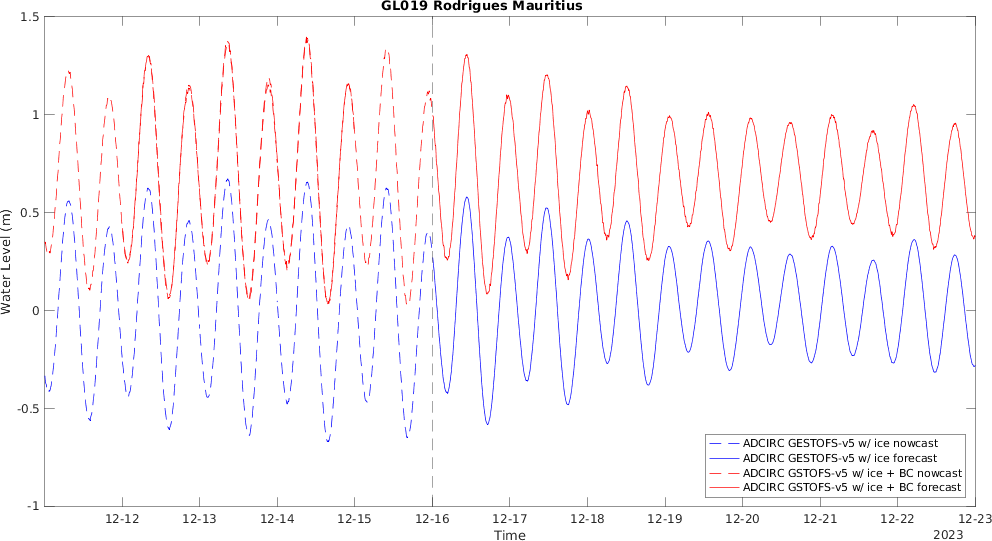 GL019 Rodrigues Mauritius
1.5
1
0.5
0
-0.5
-1
Water Level (m)
12-12 12-13 12-14 12-15 12-16 12-17 12-18 12-19 12-20 12-21 12-22 12-23
Time
2023
ADCIRC GESTOFS-v5 w/ ice nowcast
ADCIRC GESTOFS-v5 w/ ice forecast
ADCIRC GSTOFS-v5 w/ ice + BC nowcast
ADCIRC GSTOFS-v5 w/ ice + BC forecast